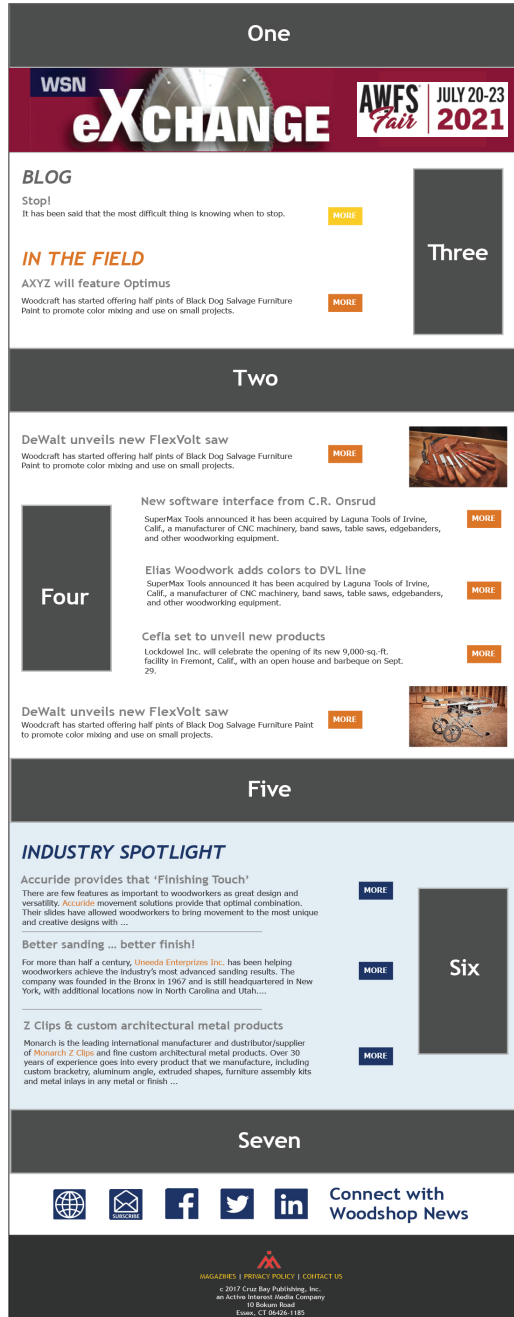 One
WSN
eXCHANGE
AWFS
Fair
JULY 20-23
2021
BLOG
Stop!
It has been said that the most difficult thing is knowing when to stop.
MORE
Three
IN THE FIELD
AXYZ will feature Optimus
Woodcraft has started offering half pints of Black Dog Salvage Furniture
Paint to promote color mixing and use on small projects.
MORE
Two
DeWalt unveils new FlexVolt saw
Woodcraft has started offering half pints of Black Dog Salvage Furniture
Paint to promote color mixing and use on small projects.
MORE
New software interface from C.R. Onsrud
SuperMax Tools announced it has been acquired by Laguna Tools of Irvine,
Calif., a manufacturer of CNC machinery, band saws, table saws, edgebanders,
and other woodworking equipment.
MORE
Four
Elias Woodwork adds colors to DVL line
SuperMax Tools announced it has been acquired by Laguna Tools of Irvine,
Calif., a manufacturer of CNC machinery, band saws, table saws, edgebanders,
and other woodworking equipment.
MORE
Cefla set to unveil new products
Lockdowel Inc. will celebrate the opening of its new 9,000-sq.-ft.
facility in Fremont, Calif., with an open house and barbeque on Sept.
29.
MORE
DeWalt unveils new FlexVolt saw
Woodcraft has started offering half pints of Black Dog Salvage Furniture Paint
to promote color mixing and use on small projects.
MORE
Five
INDUSTRY SPOTLIGHT
Accuride provides that ‘Finishing Touch’
There are few features as important to woodworkers as great design and
versatility. Accuride movement solutions provide that optimal combination.
Their slides have allowed woodworkers to bring movement to the most unique
and creative designs with ...
MORE
Six
Better sanding ... better finish!
For more than half a century, Uneeda Enterprizes Inc. has been helping
woodworkers achieve the industry’s most advanced sanding results. The
company was founded in the Bronx in 1967 and is still headquartered in New
York, with additional locations now in North Carolina and Utah....
MORE
Z Clips & custom architectural metal products
Monarch is the leading international manufacturer and dustributor/supplier
of Monarch Z Clips and fine custom architectural metal products. Over 30
years of experience goes into every product that we manufacture, including
custom bracketry, aluminum angle, extruded shapes, furniture assembly kits
and metal inlays in any metal or finish ...
MORE
Seven
SUBSCRIBE
Connect with
Woodshop News
MAGAZINES | PRIVACY POLICY | CONTACT US
c 2017 Cruz Bay Publishing, Inc.
an Active Interest Media Company
10 Bokum Road
Essex, CT 06426-1185